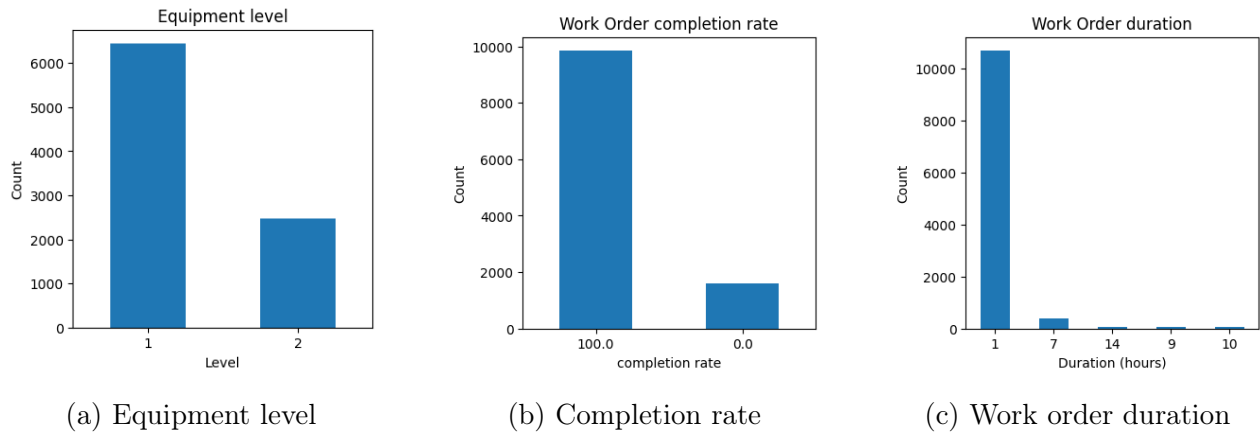 Equipment level
6000
5000
4000
3000
2000
1000
0
Count
1 2
Level
(a) Equipment level
Work Order completion rate
10000
8000
6000
4000
2000
0
Count
100.0 0.0
completion rate
(b) Completion rate
Work Order duration
10000
8000
6000
4000
2000
0
Count
1 7 14 9 10
Duration (hours)
(c) Work order duration